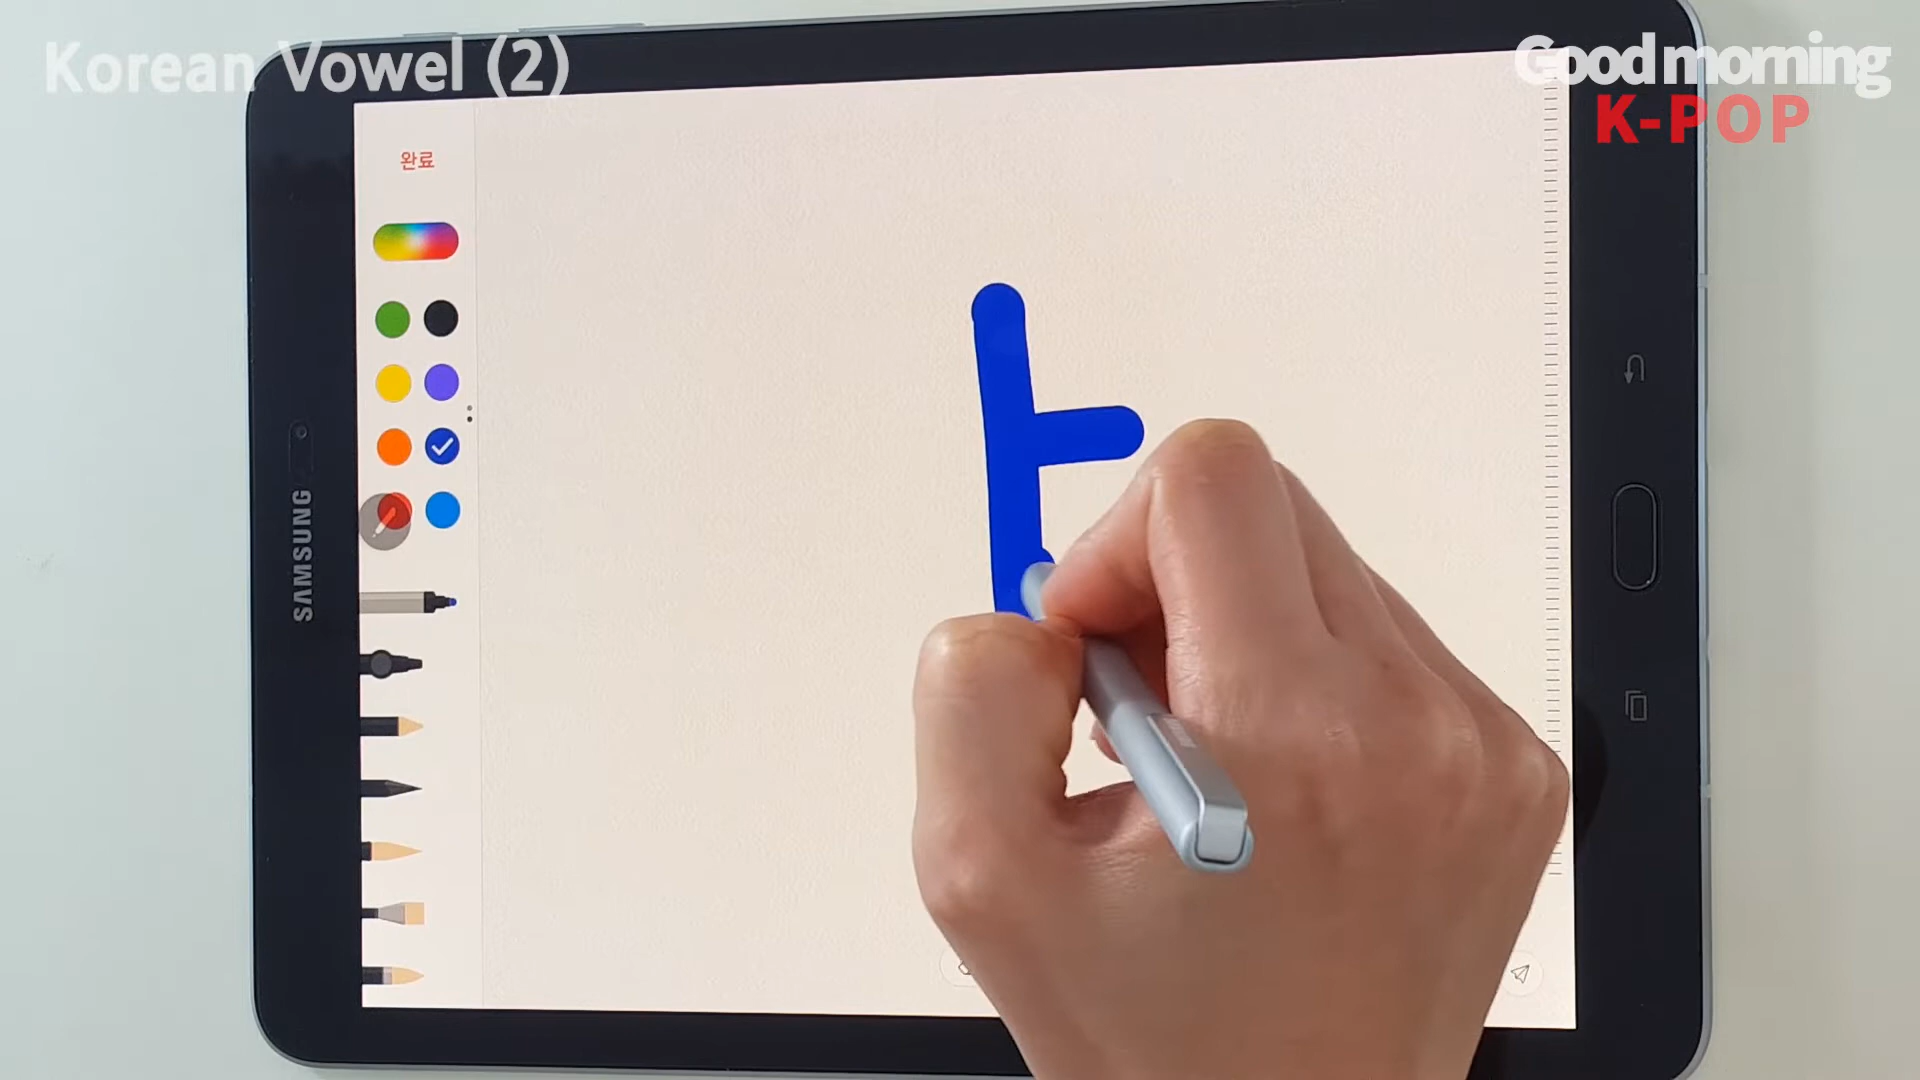 Korean Vowel (2)
Good morning
K-POP
완료
SAMSUNG
ㅑ